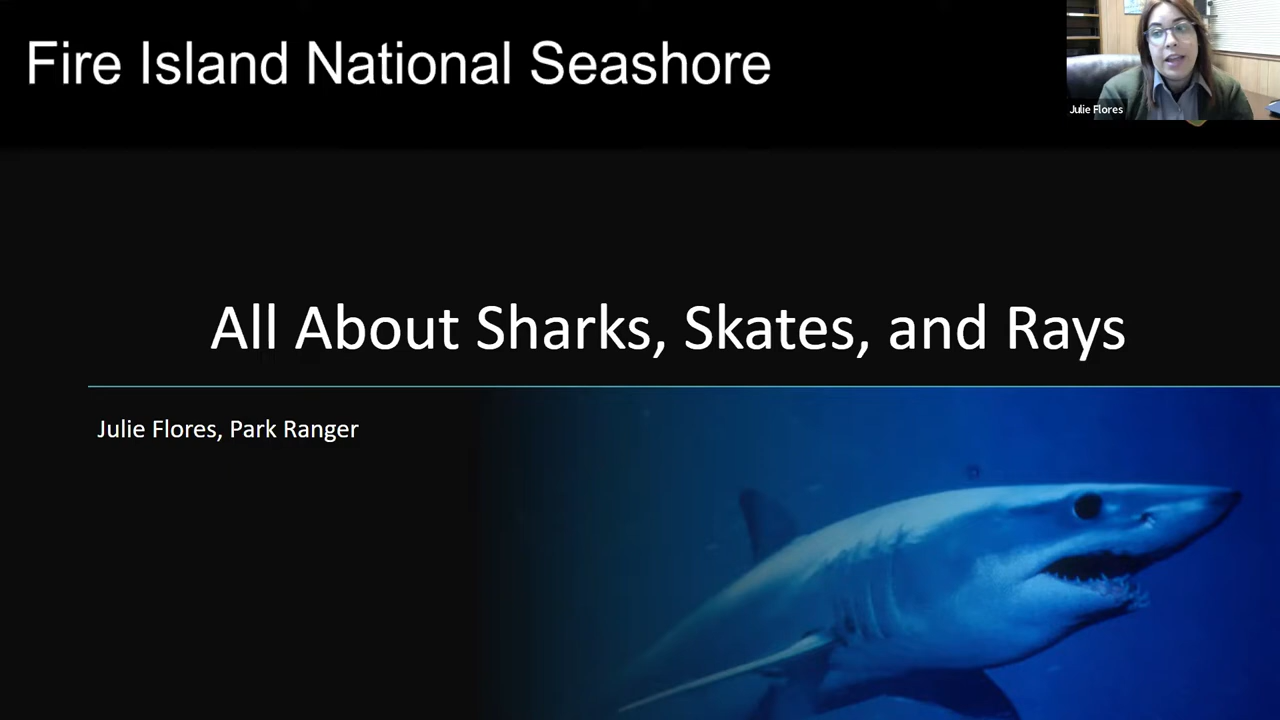 Fire Island National Seashore
Julie Flores
All About Sharks, Skates, and Rays
Julie Flores, Park Ranger